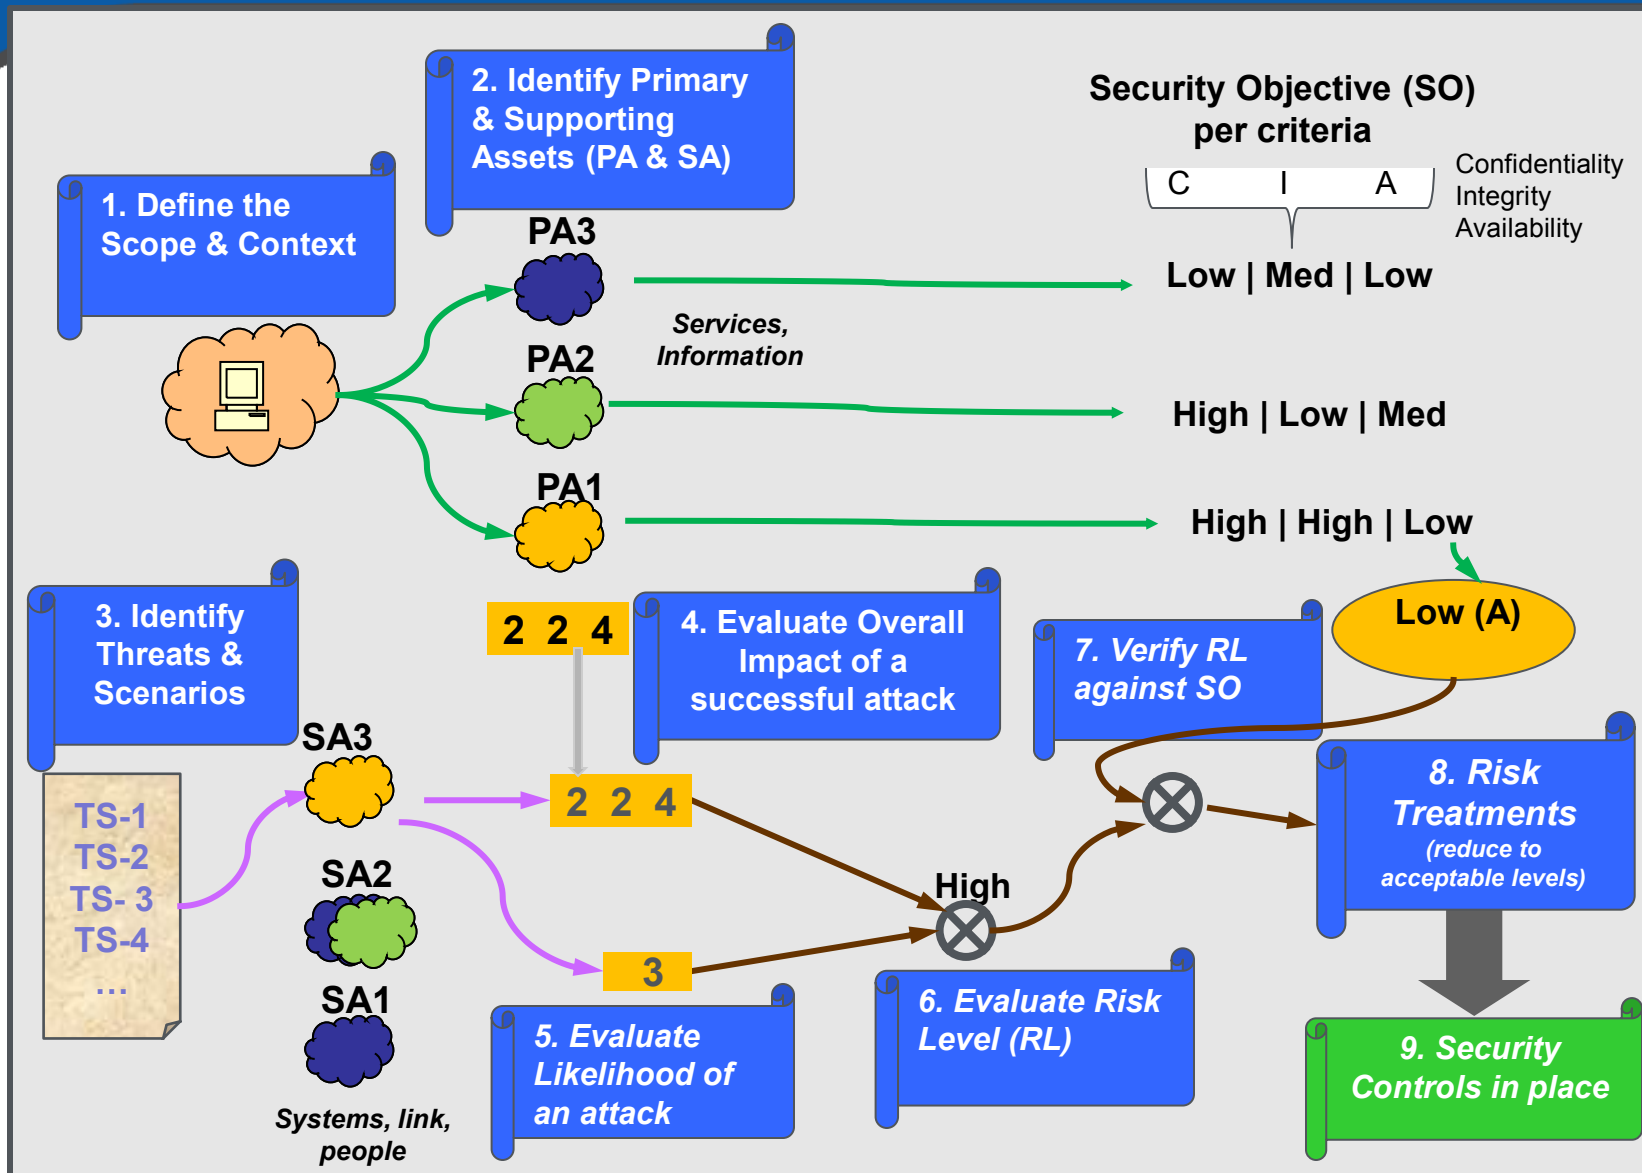 1. Define the
Scope & Context
2. Identify Primary
& Supporting
Assets (PA & SA)
Security Objective (SO)
per criteria
C I A
Confidentiality
Integrity
Availability
PA3
Low | Med | Low
Services,
Information
PA2
High | Low | Med
PA1
High | High | Low
Low (A)
3. Identify
Threats &
Scenarios
2 2 4
4. Evaluate Overall
Impact of a
successful attack
7. Verify RL
against SO
8. Risk
Treatments
(reduce to
acceptable levels)
TS-1
TS-2
TS- 3
TS-4
...
SA3
2 2 4
SA2
High
3
SA1
Systems, link,
people
5. Evaluate
Likelihood of
an attack
6. Evaluate Risk
Level (RL)
9. Security
Controls in place